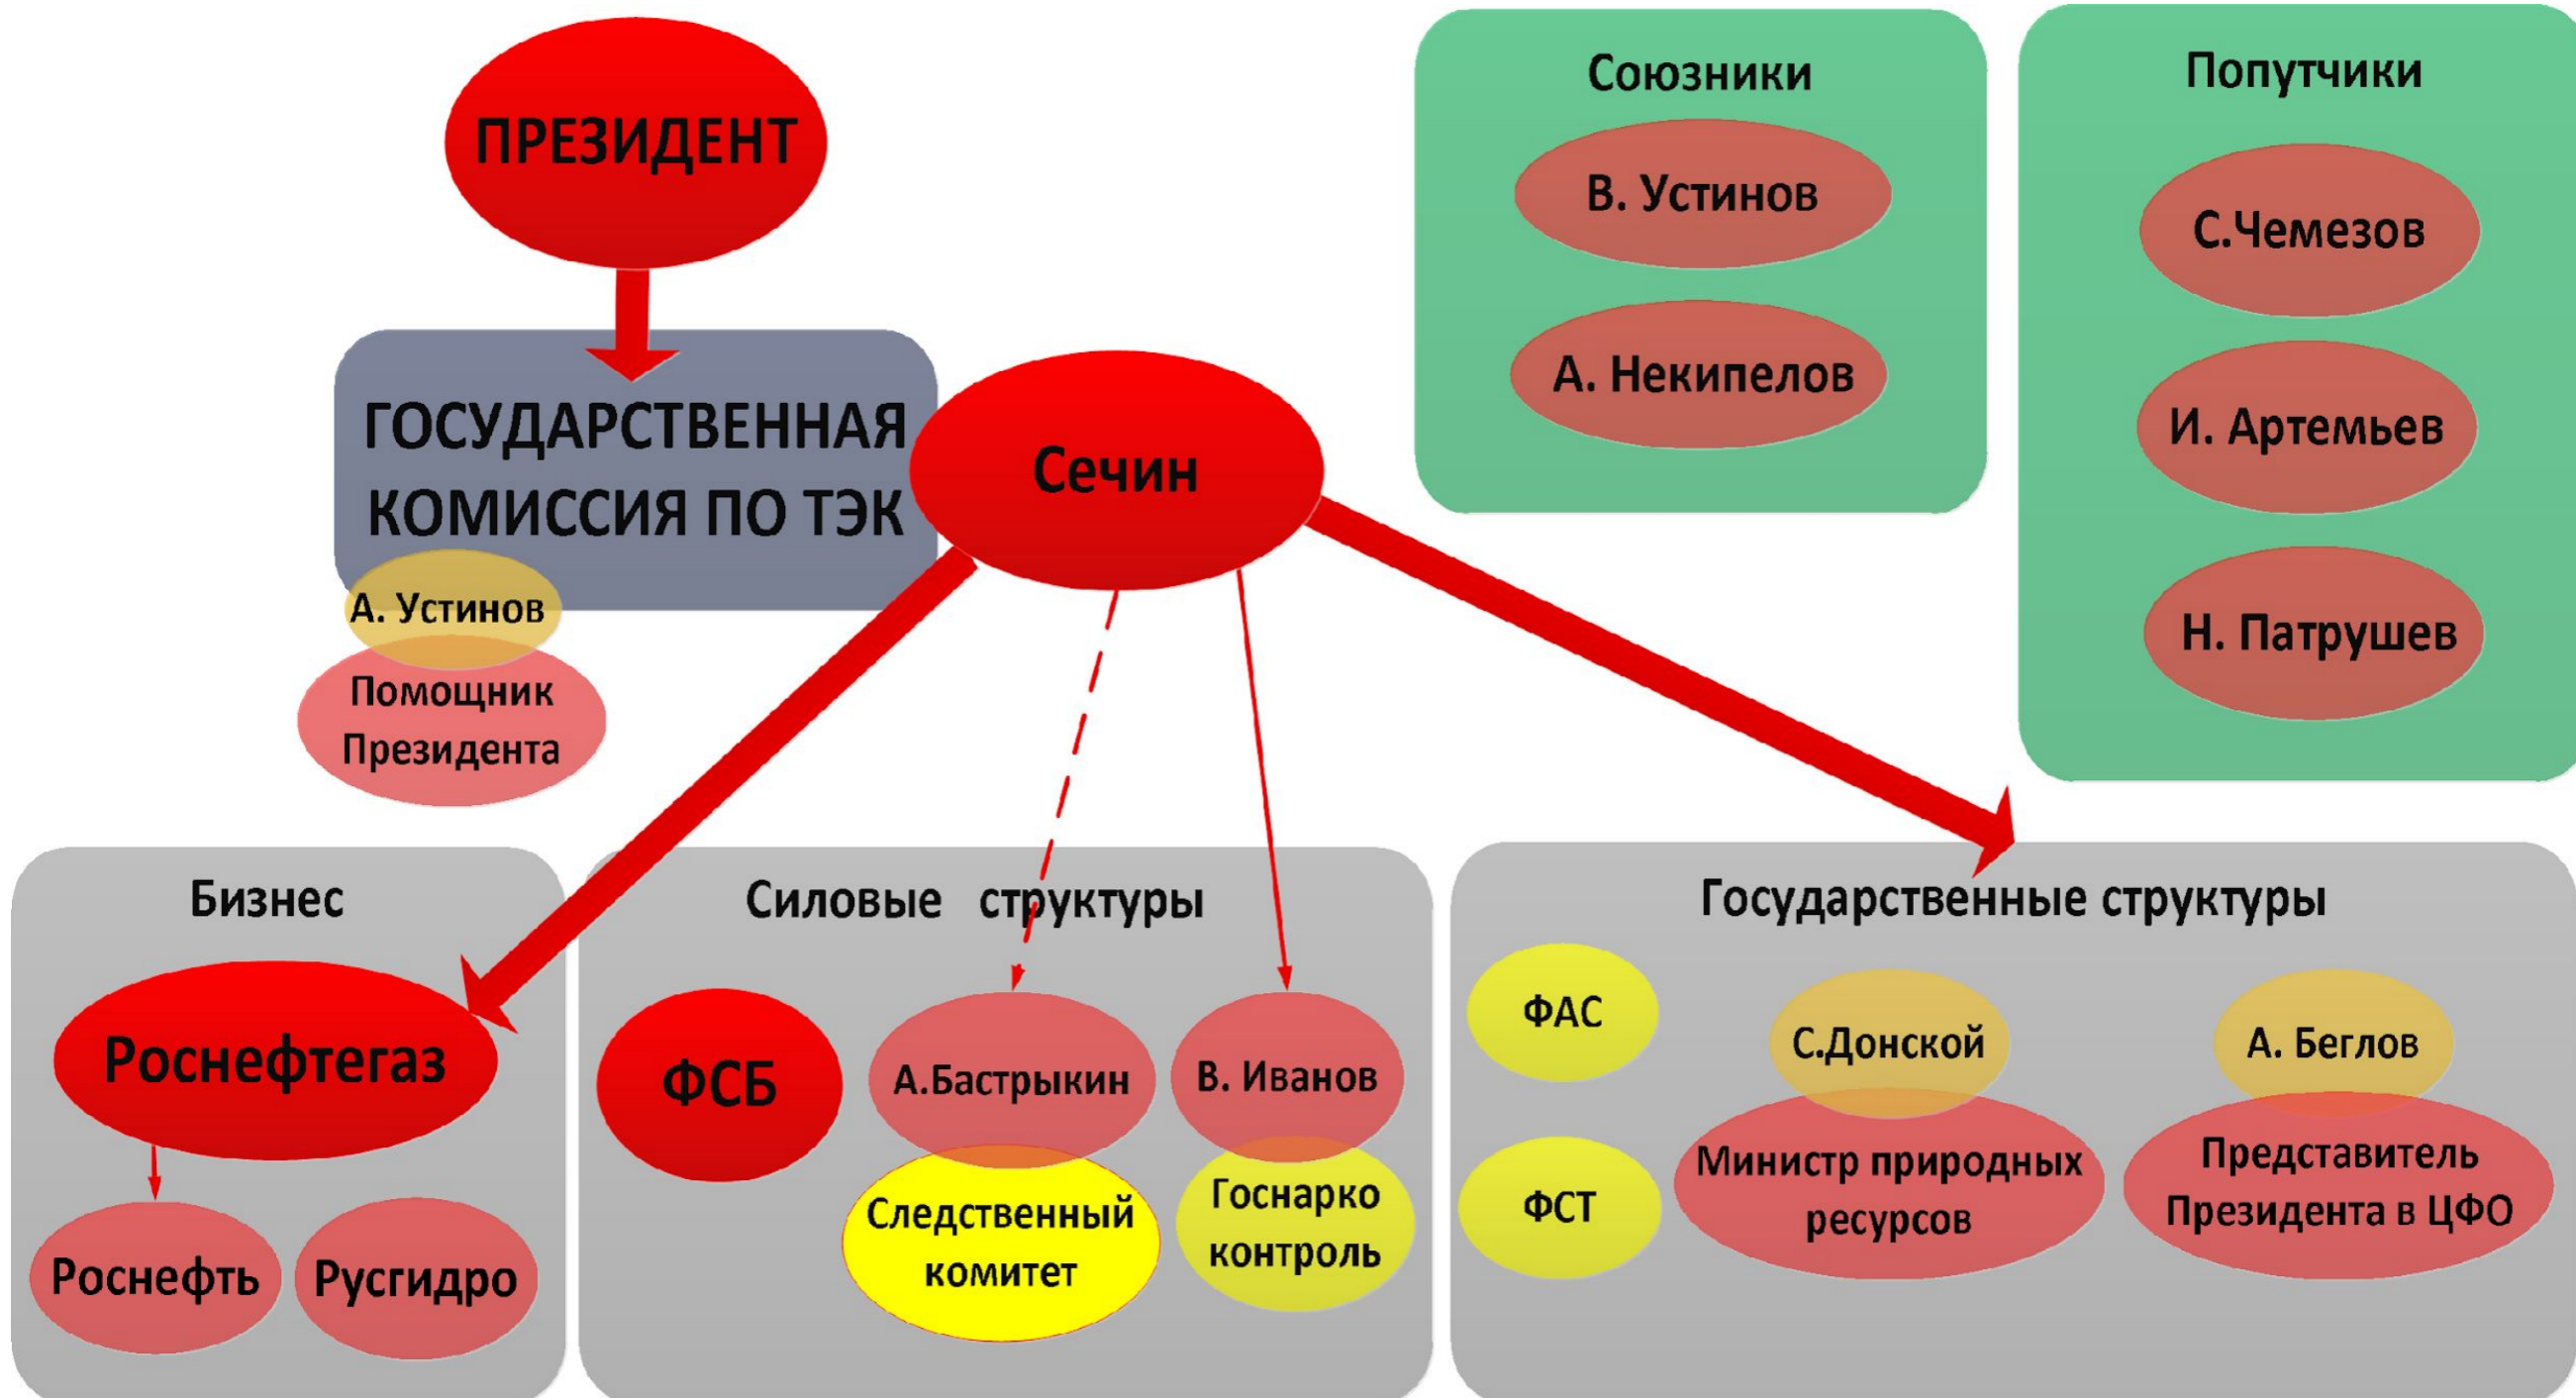 ПРЕЗИДЕНТ
ГОСУДАРСТВЕННАЯ
КОМИССИЯ ПО ТЭК
Сечин
А. Устинов
Помощник
Президента
Союзники
В. Устинов
А. Некипелов
Попутчики
С.Чемезов
И. Артемьев
Н. Патрушев
Бизнес
Роснефтегаз
Роснефть
Русгидро
Силовые структуры
ФСБ
А.Бастрыкин
Следственный
комитет
В. Иванов
Госнарко
контроль
Государственные структуры
ФАС
ФСТ
С.Донской
Министр природных
ресурсов
А. Беглов
Представитель
Президента в ЦФО